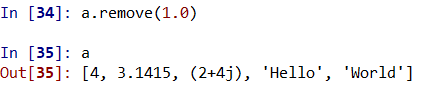 In [34]: a.remove(1.0)
In [35]: a
Out[35]: [4, 3.1415, (2+4j), 'Hello', 'World']